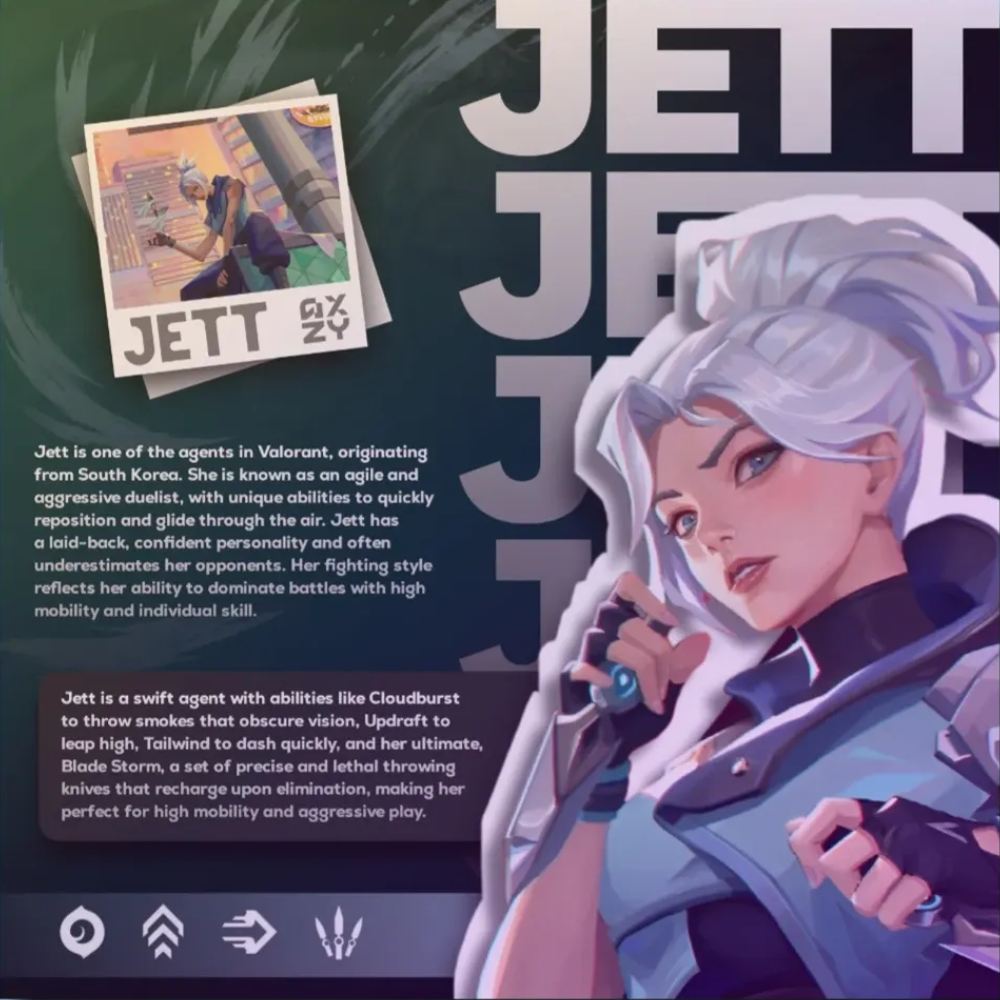 JETT
JETT
J
J
JETT
AXZY
Jett is one of the agents in Valorant, originating
from South Korea. She is known as an agile and
aggressive duelist, with unique abilities to quickly
reposition and glide through the air. Jett has
a laid-back, confident personality and often
underestimates her opponents. Her fighting style
reflects her ability to dominate battles with high
mobility and individual skill.
Jett is a swift agent with abilities like Cloudburst
to throw smokes that obscure vision, Updraft to
leap high, Tailwind to dash quickly, and her ultimate,
Blade Storm, a set of precise and lethal throwing
knives that recharge upon elimination, making her
perfect for high mobility and aggressive play.